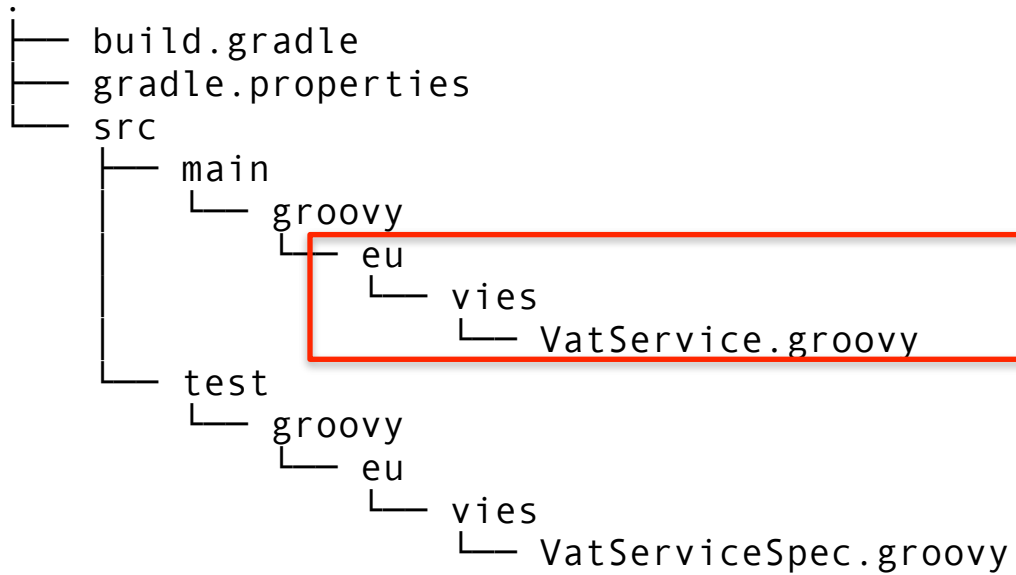 .
├── build.gradle
├── gradle.properties
└── src
    ├── main
    │   └── groovy
    │       └── eu
    │           └── vies
    │               └── VatService.groovy
    └── test
        └── groovy
            └── eu
                └── vies
                    └── VatServiceSpec.groovy